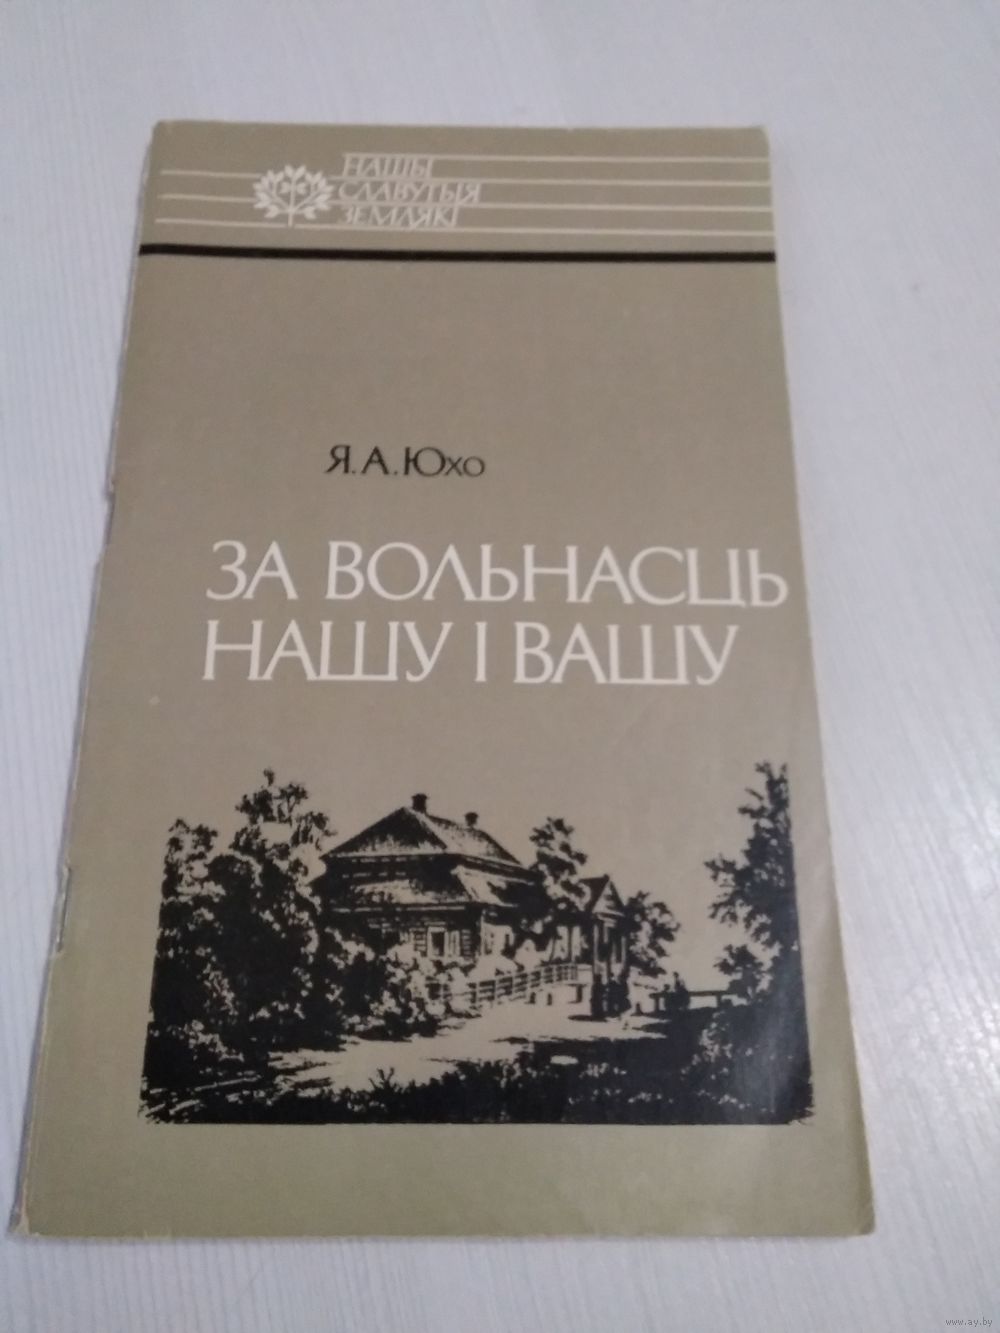 НАШЫ
СЛАВУТЫЯ
ЗЕМЛЯКІ
Я. А. Юхо
ЗА ВОЛЬНАСЦЬ
НАШУ І ВАШУ
www.ay.by